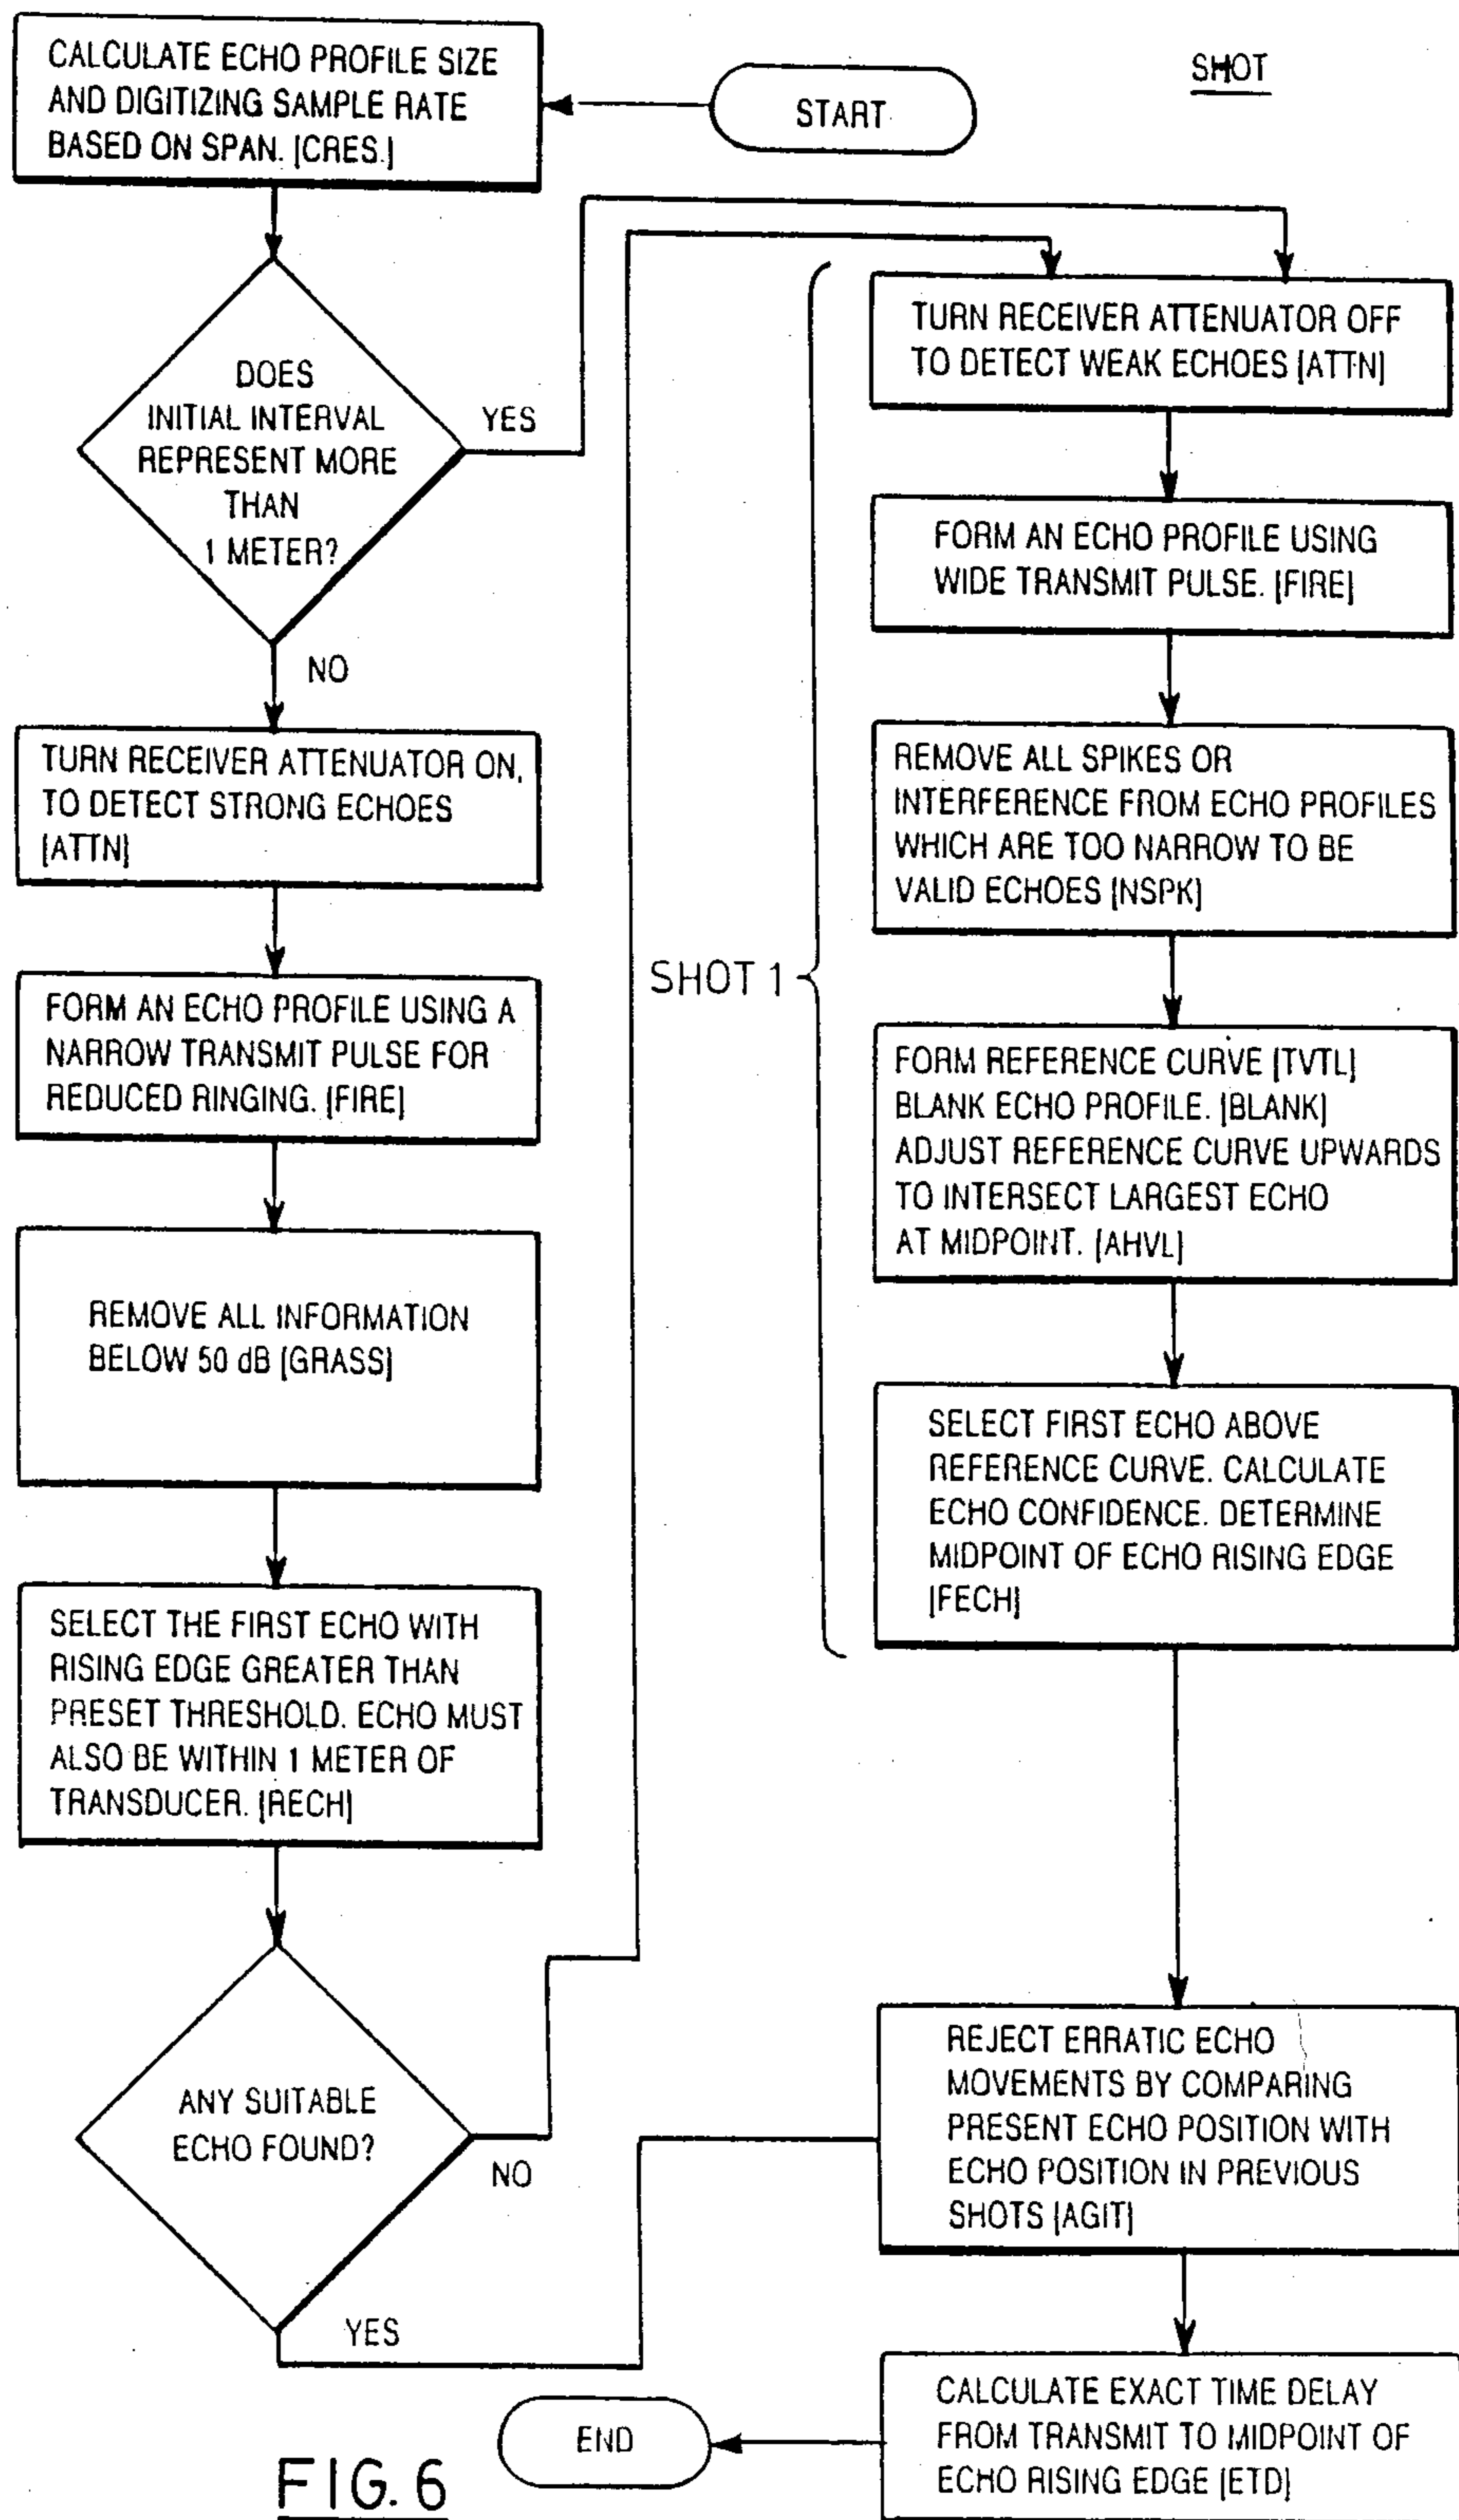 SHOT
START
CALCULATE ECHO PROFILE SIZE
AND DIGITIZING SAMPLE RATE
BASED ON SPAN. [CRES.]
DOES
INITIAL INTERVAL
REPRESENT MORE
THAN
1 METER?
YES
NO
TURN RECEIVER ATTENUATOR ON,
TO DETECT STRONG ECHOES
[ATTN]
FORM AN ECHO PROFILE USING A
NARROW TRANSMIT PULSE FOR
REDUCED RINGING. [FIRE]
REMOVE ALL INFORMATION
BELOW 50 dB [GRASS]
SELECT THE FIRST ECHO WITH
RISING EDGE GREATER THAN
PRESET THRESHOLD. ECHO MUST
ALSO BE WITHIN 1 METER OF
TRANSDUCER. [RECH]
ANY SUITABLE
ECHO FOUND?
NO
YES
SHOT 1
TURN RECEIVER ATTENUATOR OFF
TO DETECT WEAK ECHOES [ATTN]
FORM AN ECHO PROFILE USING
WIDE TRANSMIT PULSE. [FIRE]
REMOVE ALL SPIKES OR
INTERFERENCE FROM ECHO PROFILES
WHICH ARE TOO NARROW TO BE
VALID ECHOES [NSPK]
FORM REFERENCE CURVE [TVTL]
BLANK ECHO PROFILE. [BLANK]
ADJUST REFERENCE CURVE UPWARDS
TO INTERSECT LARGEST ECHO
AT MIDPOINT. [AHVL]
SELECT FIRST ECHO ABOVE
REFERENCE CURVE. CALCULATE
ECHO CONFIDENCE. DETERMINE
MIDPOINT OF ECHO RISING EDGE
[FECH]
REJECT ERRATIC ECHO
MOVEMENTS BY COMPARING
PRESENT ECHO POSITION WITH
ECHO POSITION IN PREVIOUS
SHOTS [AGIT]
CALCULATE EXACT TIME DELAY
FROM TRANSMIT TO MIDPOINT OF
ECHO RISING EDGE [ETD]
END
FIG. 6